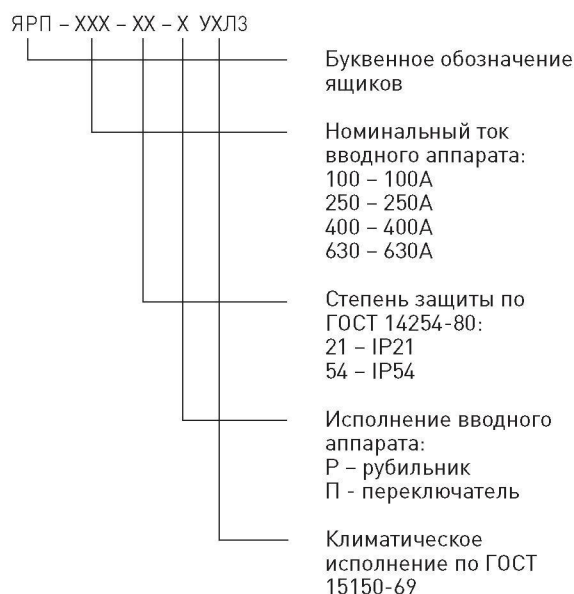 ЯРП – ХХХ – ХХ – Х УХЛ3
Буквенное обозначение
ящиков
Номинальный ток
вводного аппарата:
100 – 100А
250 – 250А
400 – 400А
630 – 630А
Степень защиты по
ГОСТ 14254-80:
21 – IP21
54 – IP54
Исполнение вводного
аппарата:
Р – рубильник
П - переключатель
Климатическое
исполнение по ГОСТ
15150-69